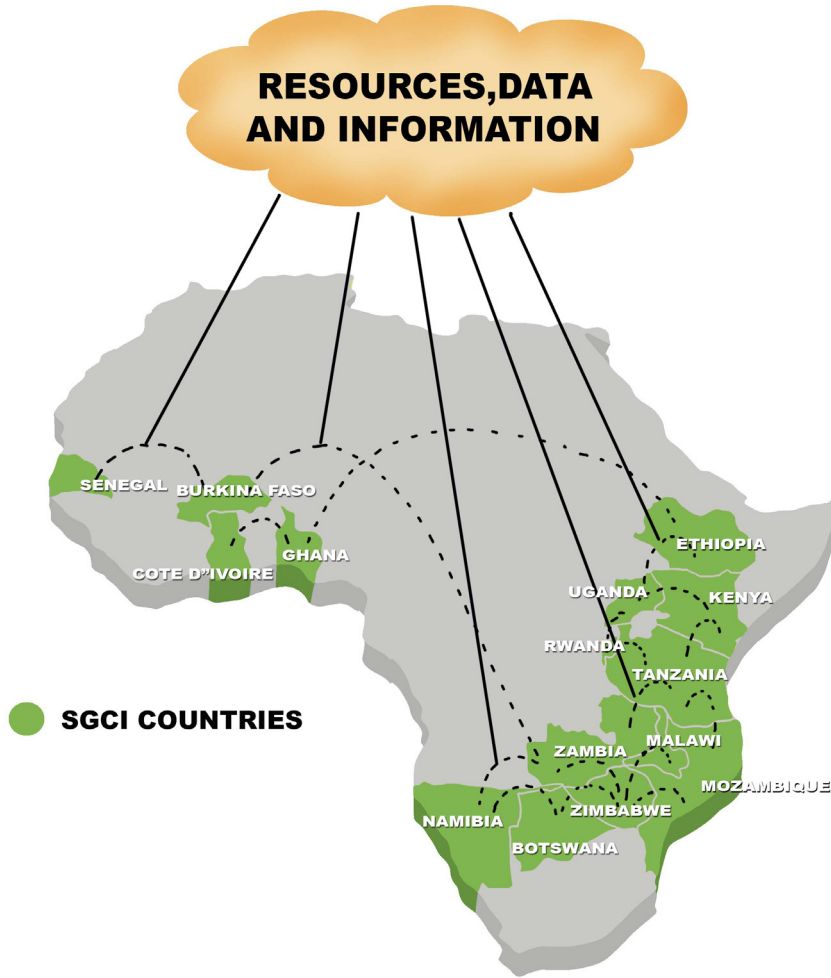 RESOURCES,DATA
AND INFORMATION
SENEGAL
BURKINA FASO
COTE D"IVOIRE
GHANA
ETHIOPIA
UGANDA
KENYA
RWANDA
TANZANIA
SGCI COUNTRIES
ZAMBIA
MALAWI
MOZAMBIQUE
NAMIBIA
ZIMBABWE
BOTSWANA